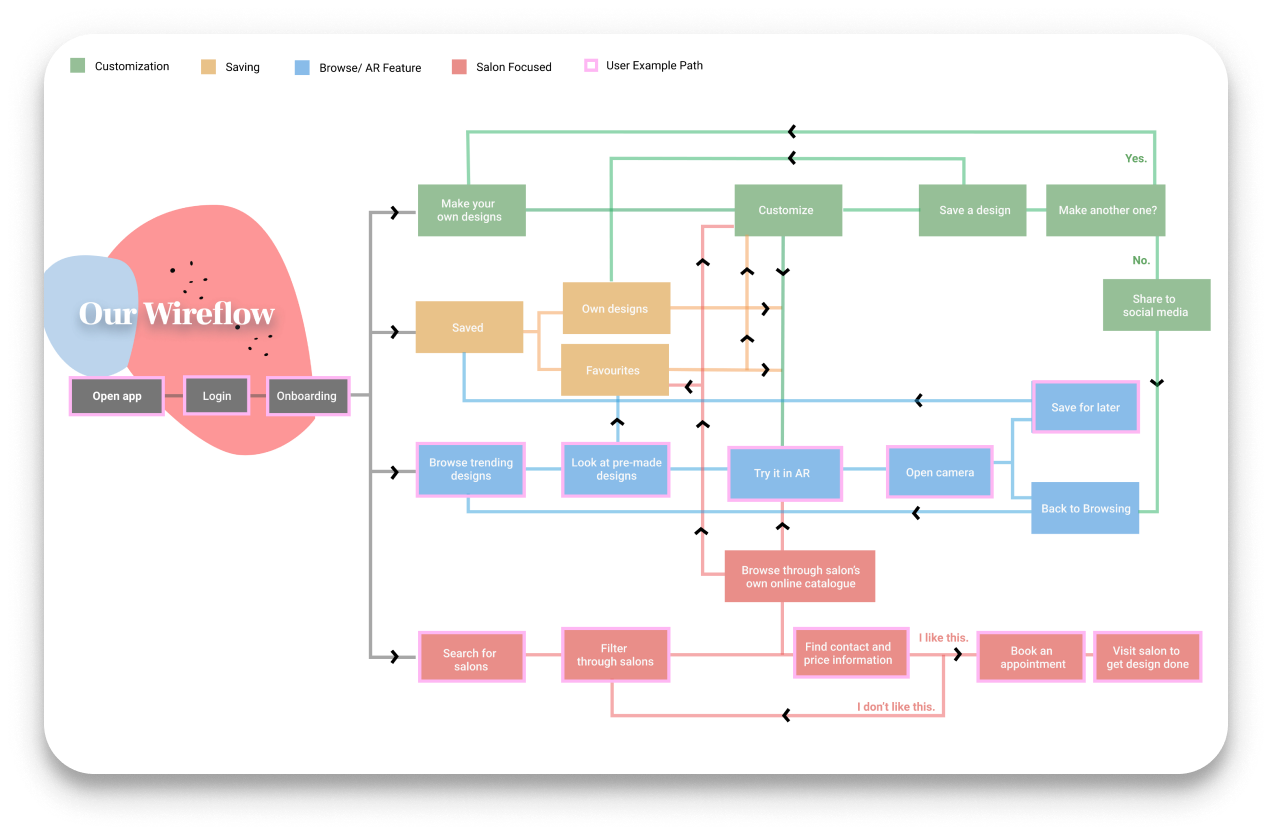 Customization
Saving
Browse/ AR Feature
Salon Focused
User Example Path
Yes.
Make your
own designs
Customize
Save a design
Make another one?
No.
Share to
social media
Our Wireflow
Saved
Own designs
Favourites
Open app
Login
Onboarding
Save for later
Browse trending
designs
Look at pre-made
designs
Try it in AR
Open camera
Back to Browsing
Browse through salon's
own online catalogue
Search for
salons
Filter
through salons
Find contact and
price information
I like this.
Book an
appointment
Visit salon to
get design done
I don't like this.